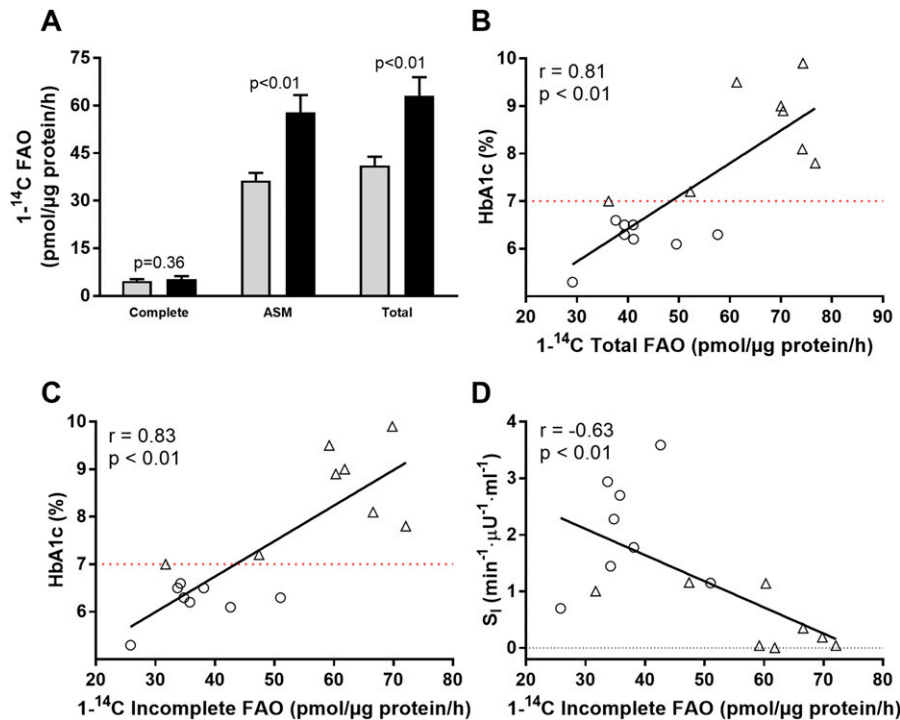 A
1-¹⁴C FAO
(pmol/µg protein/h)
75
60
45
30
15
0
p=0.36
p<0.01
p<0.01
Complete
ASM
Total
B
HbA1c (%)
10
9
8
7
6
r = 0.81
p < 0.01
20
30
40
50
60
70
80
90
1-¹⁴C Total FAO (pmol/µg protein/h)
C
HbA1c (%)
10
9
8
7
6
r = 0.83
p < 0.01
20
30
40
50
60
70
80
1-¹⁴C Incomplete FAO (pmol/µg protein/h)
D
S_I (min⁻¹·µU⁻¹·ml⁻¹)
4
3
2
1
0
r = -0.63
p < 0.01
20
30
40
50
60
70
80
1-¹⁴C Incomplete FAO (pmol/µg protein/h)